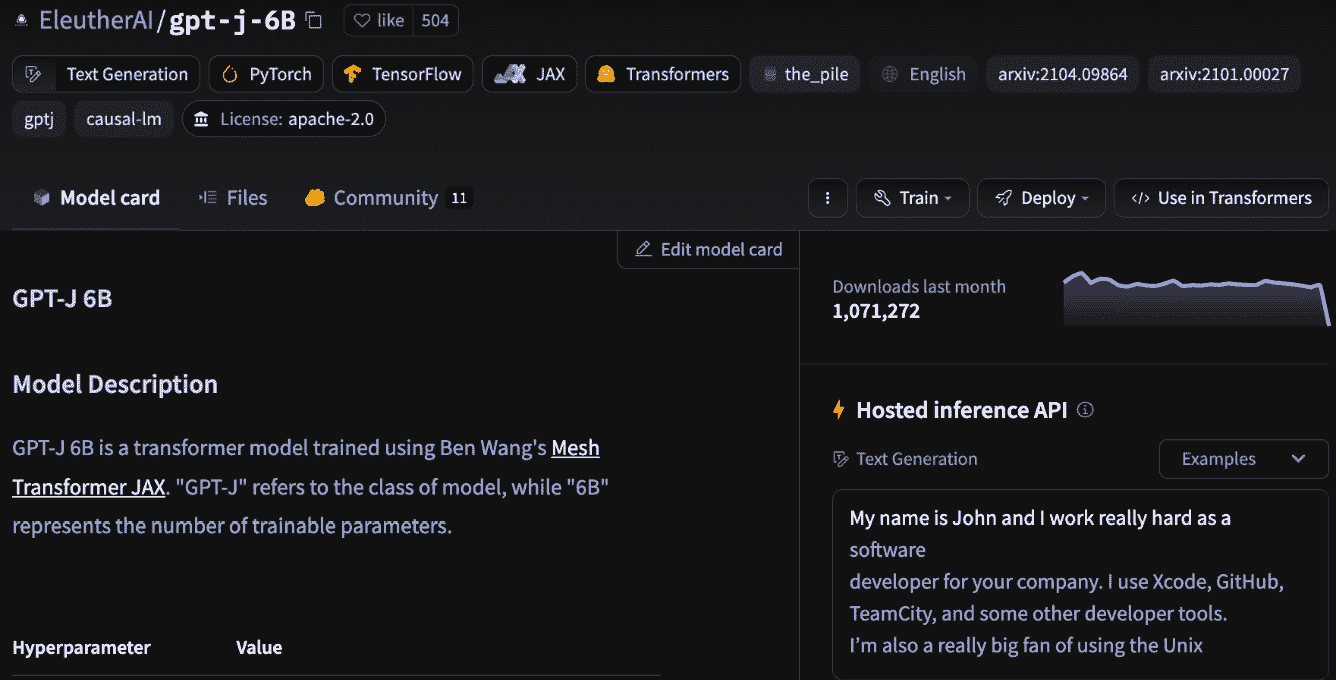 EleutherAI/gpt-j-6B like 504
Text Generation PyTorch TensorFlow JAX Transformers the_pile English arxiv:2104.09864 arxiv:2101.00027
gptj causal-lm License: apache-2.0
Model card Files Community 11 Train Deploy </> Use in Transformers
Edit model card
GPT-J 6B
Model Description
GPT-J 6B is a transformer model trained using Ben Wang's Mesh
Transformer JAX. "GPT-J" refers to the class of model, while "6B"
represents the number of trainable parameters.
Hyperparameter Value
Downloads last month
1,071,272
Hosted inference API
Text Generation Examples
My name is John and I work really hard as a
software
developer for your company. I use Xcode, GitHub,
TeamCity, and some other developer tools.
I’m also a really big fan of using the Unix